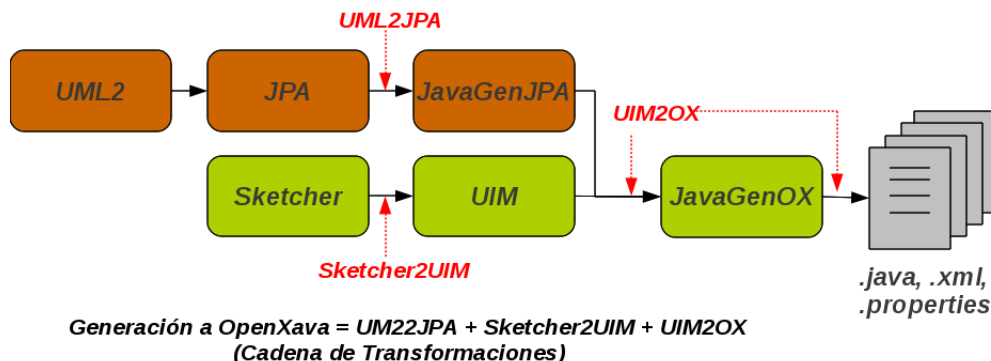 UML2JPA
UML2
JPA
JavaGenJPA
UIM2OX
Sketcher
UIM
JavaGenOX
Sketcher2UIM
.java, .xml,
.properties
Generación a OpenXava = UM22JPA + Sketcher2UIM + UIM2OX
(Cadena de Transformaciones)